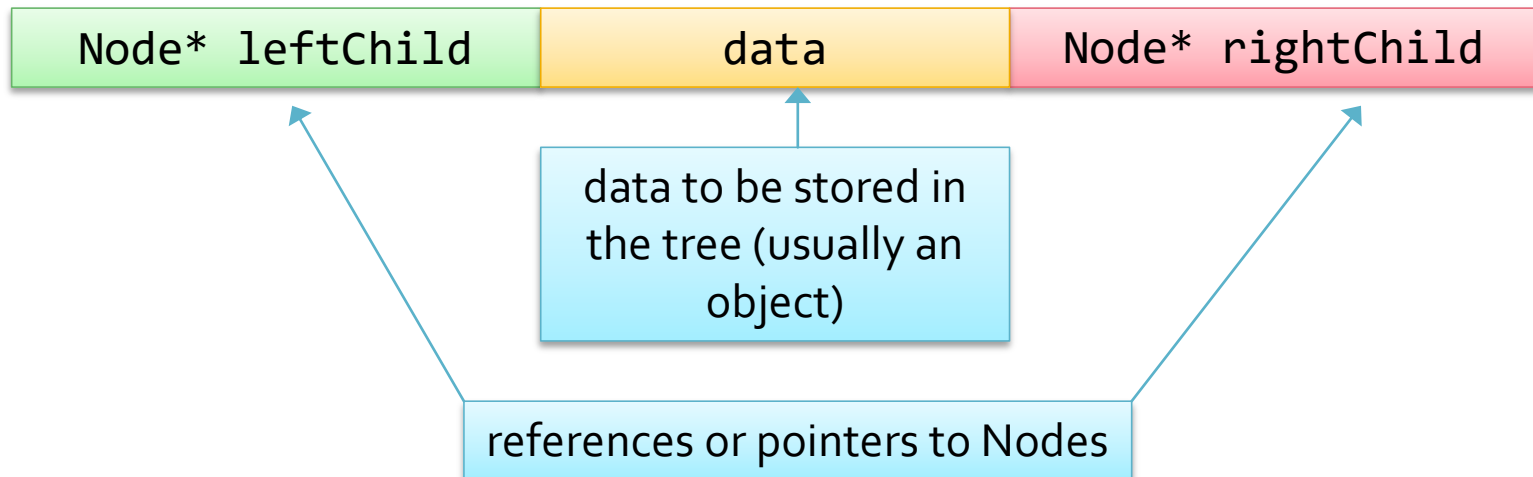 Node* leftChild
data
Node* rightChild
data to be stored in
the tree (usually an
object)
references or pointers to Nodes